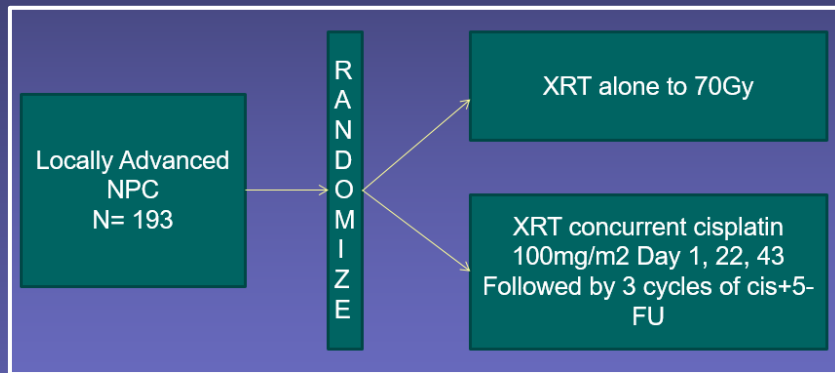 Locally Advanced
NPC
N= 193
R
A
N
D
O
M
I
Z
E
XRT alone to 70Gy
XRT concurrent cisplatin
100mg/m2 Day 1, 22, 43
Followed by 3 cycles of cis+5-
FU